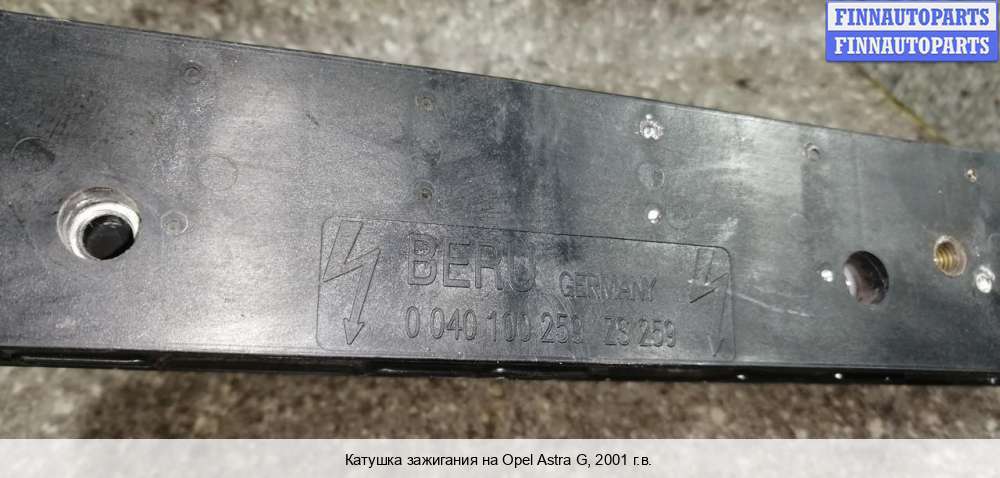 FINNAUTOPARTS
FINNAUTOPARTS
BERU GERMANY
0 040 100 259 ZS 259
Катушка зажигания на Opel Astra G, 2001 г.в.